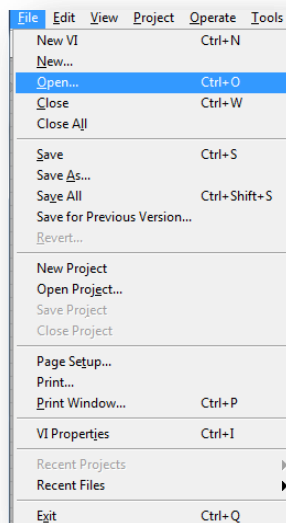 File Edit View Project Operate Tools
New VI Ctrl+N
New...
Open... Ctrl+O
Close Ctrl+W
Close All
Save Ctrl+S
Save As...
Save All Ctrl+Shift+S
Save for Previous Version...
Revert...
New Project
Open Project...
Save Project
Close Project
Page Setup...
Print...
Print Window... Ctrl+P
VI Properties Ctrl+I
Recent Projects
Recent Files
Exit Ctrl+Q